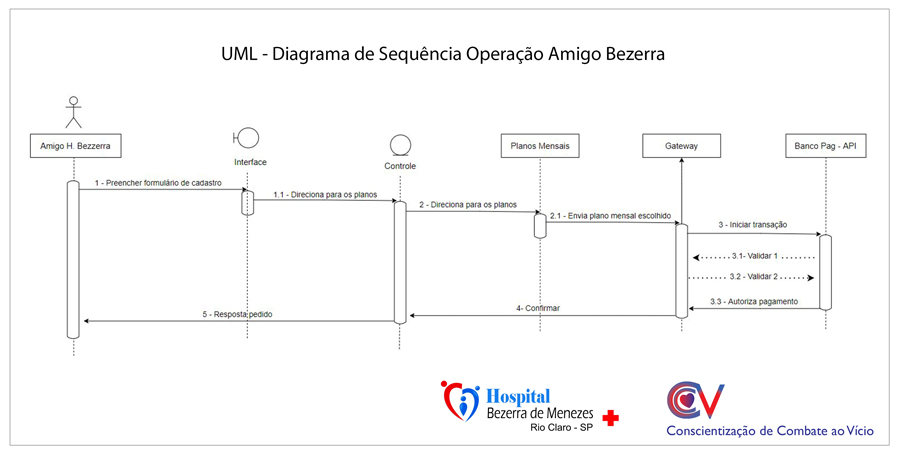 UML - Diagrama de Sequência Operação Amigo Bezerra
Amigo H. Bezzerra
Interface
Controle
Planos Mensais
Gateway
Banco Pag - API
1 - Preencher formulário de cadastro
1.1 - Direciona para os planos
2 - Direciona para os planos
2.1 - Envia plano mensal escolhido
3 - Iniciar transação
3.1- Validar 1
3.2 - Validar 2
3.3 - Autoriza pagamento
4- Confirmar
5 - Resposta pedido
Hospital
Bezerra de Menezes
Rio Claro - SP
CCV
Conscientização de Combate ao Vício